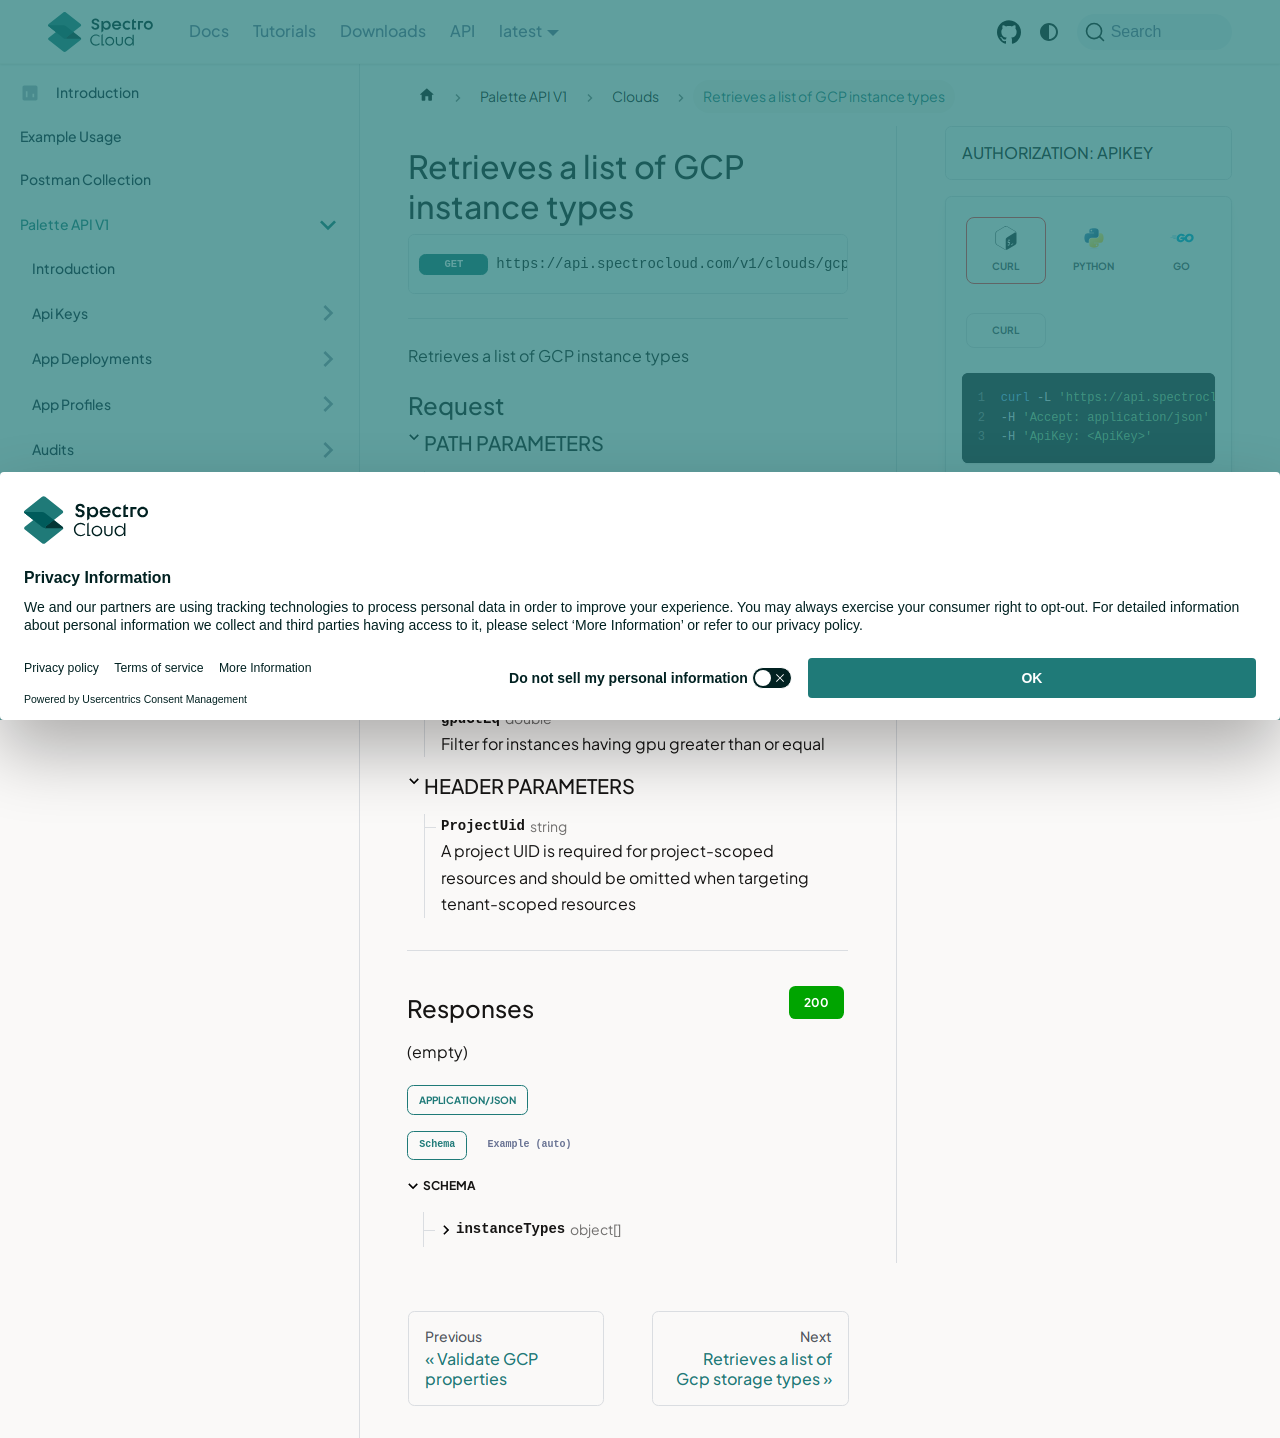 Spectro Cloud
Docs
Tutorials
Downloads
API
latest
Search
Introduction
Example Usage
Postman Collection
Palette API V1
Introduction
Api Keys
App Deployments
App Profiles
Audits
Palette API V1
Clouds
Retrieves a list of GCP instance types
Retrieves a list of GCP
instance types
GET https://api.spectrocloud.com/v1/clouds/gcp
Retrieves a list of GCP instance types
Request
PATH PARAMETERS
AUTHORIZATION: APIKEY
CURL
PYTHON
GO
CURL
1 curl -L 'https://api.spectrocl
2 -H 'Accept: application/json'
3 -H 'ApiKey: <ApiKey>'
Spectro
Cloud
Privacy Information
We and our partners are using tracking technologies to process personal data in order to improve your experience. You may always exercise your consumer right to opt-out. For detailed information
about personal information we collect and third parties having access to it, please select ‘More Information’ or refer to our privacy policy.
Privacy policy Terms of service More Information
Powered by Usercentrics Consent Management
Do not sell my personal information
OK
Filter for instances having gpu greater than or equal
HEADER PARAMETERS
ProjectUid string
A project UID is required for project-scoped
resources and should be omitted when targeting
tenant-scoped resources
Responses
200
(empty)
APPLICATION/JSON
Schema Example (auto)
SCHEMA
instanceTypes object[]
Previous
« Validate GCP
properties
Next
Retrieves a list of
Gcp storage types »